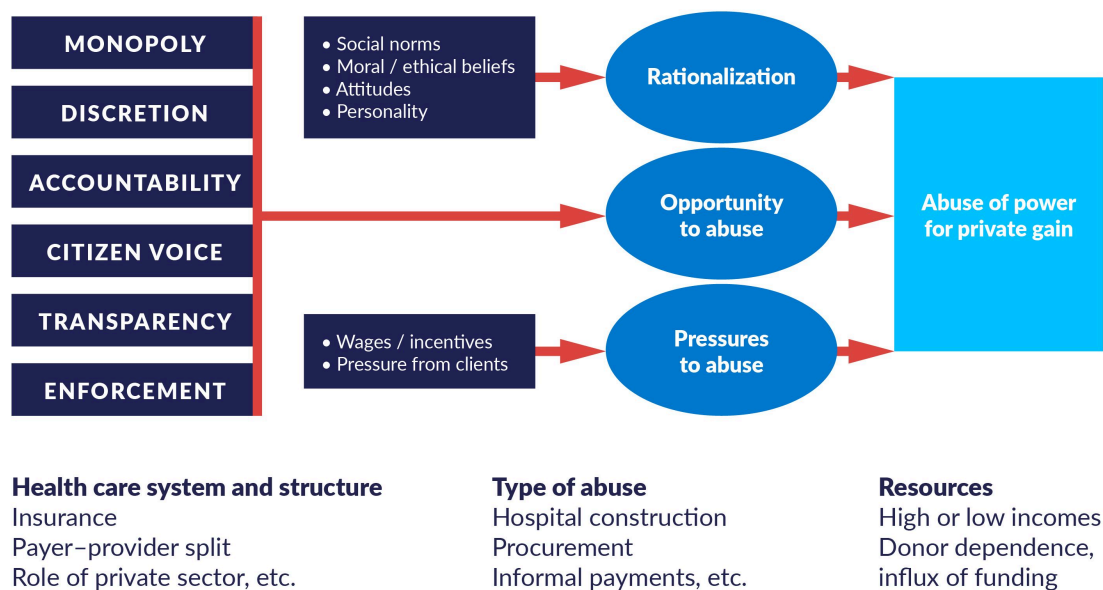 MONOPOLY
DISCRETION
ACCOUNTABILITY
CITIZEN VOICE
TRANSPARENCY
ENFORCEMENT
• Social norms
• Moral / ethical beliefs
• Attitudes
• Personality
• Wages / incentives
• Pressure from clients
Rationalization
Opportunity
to abuse
Pressures
to abuse
Abuse of power
for private gain
Health care system and structure
Insurance
Payer–provider split
Role of private sector, etc.
Type of abuse
Hospital construction
Procurement
Informal payments, etc.
Resources
High or low incomes
Donor dependence,
influx of funding